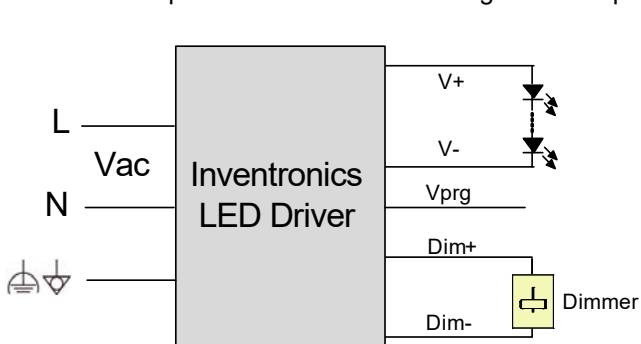 L
Vac
N
Inventronics
LED Driver
V+
V-
Vprg
Dim+
Dim-
Dimmer